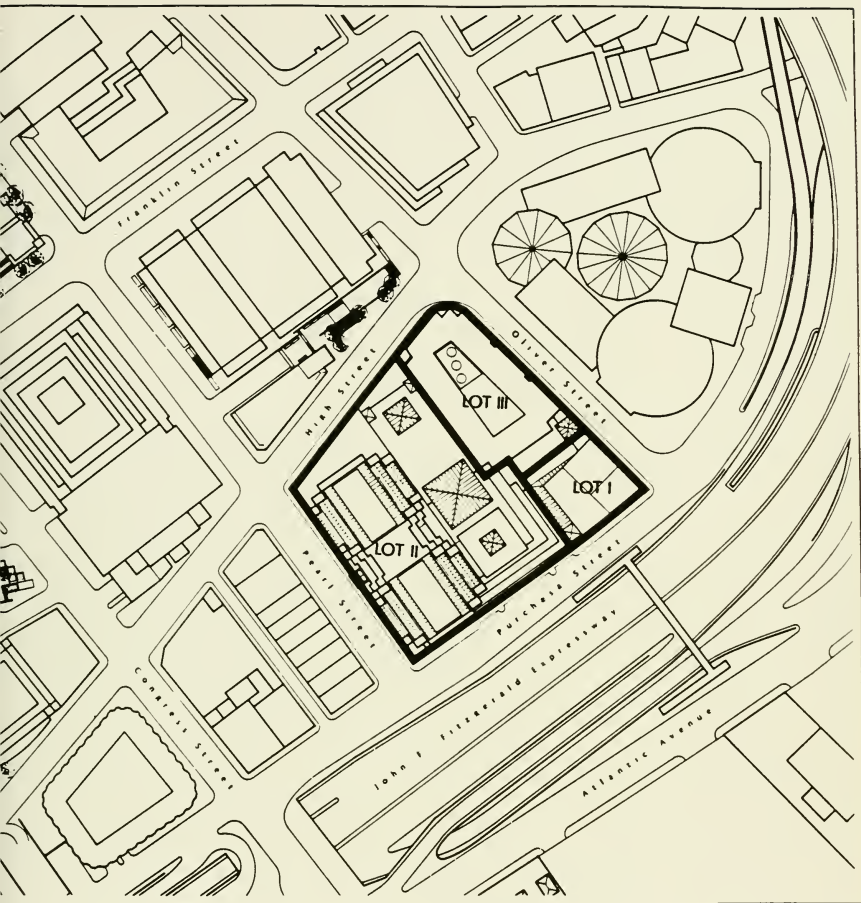 Franklin Street
Oliver Street
High Street
LOT III
LOT I
LOT II
Pearl Street
Purchase Street
John F. Fitzgerald Expressway
Congress Street
Atlantic Avenue